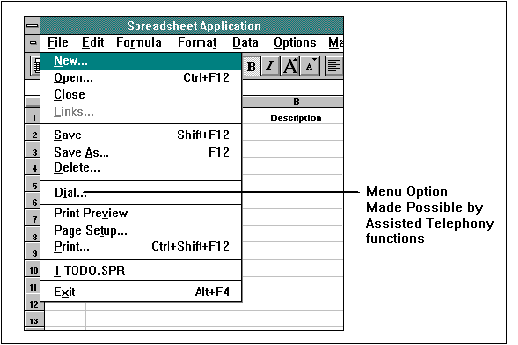 Spreadsheet Application
File Edit Formula Format Data Options Ma
New...
Open... Ctrl+F12
B I A A
Close
Links...
B
1 Description
2 Save Shift+F12
3 Save As... F12
4 Delete...
5
Dial...
6
Menu Option
Made Possible by
Assisted Telephony
functions
7 Print Preview
8 Page Setup...
9 Print... Ctrl+Shift+F12
10 1 TODO.SPR
11 Exit Alt+F4
12
13